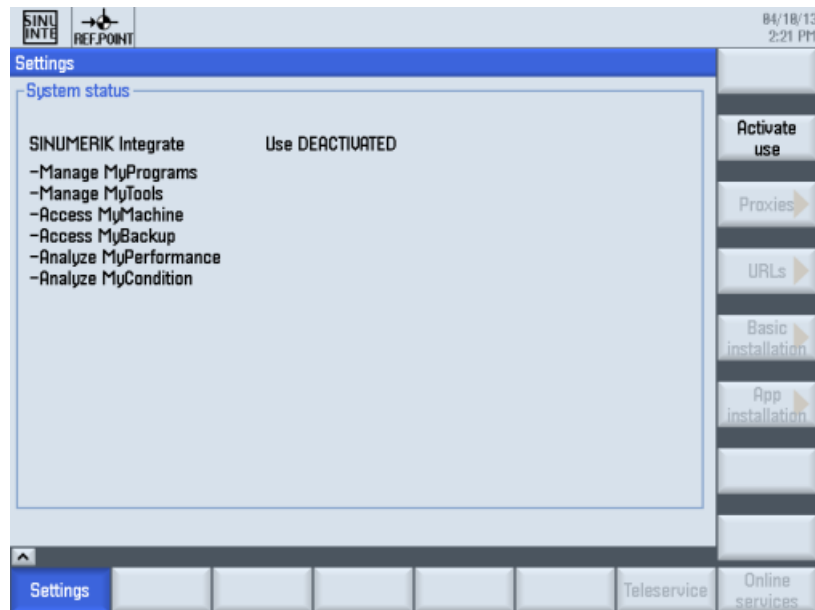 SINU
INTE
REF.POINT
04/10/13
2:21 PM
Settings
System status
SINUMERIK Integrate Use DEACTIVATED
-Manage MyPrograms
-Manage MyTools
-Access MyMachine
-Access MyBackup
-Analyze MyPerformance
-Analyze MyCondition
Activate
use
Proxies
URLs
Basic
installation
App
installation
Settings
Teleservice
Online
services